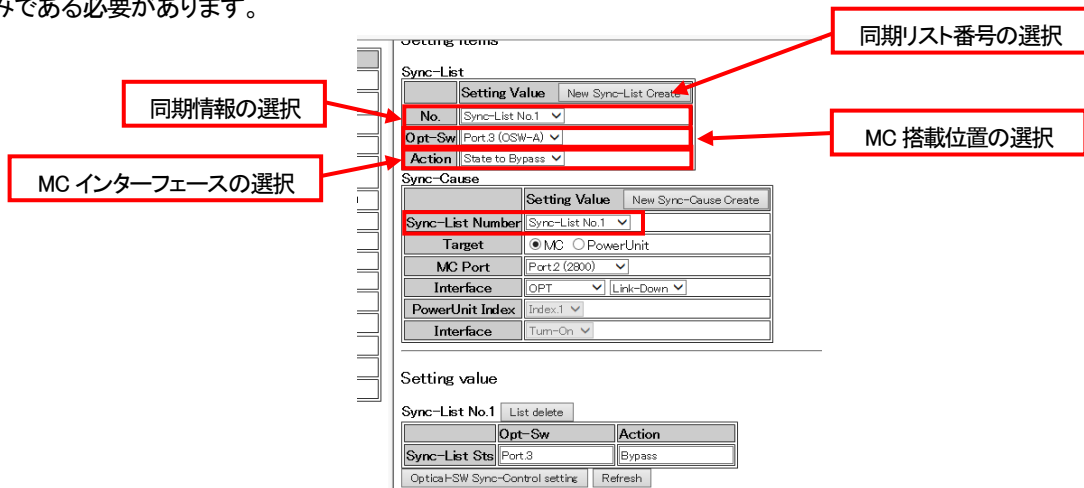 みである必要があります。
Setting items
同期リスト番号の選択
Sync-List
Setting Value New Sync-List Create
同期情報の選択
No. Sync-List No.1
Opt-Sw Port.3 (OSW-A)
MC 搭載位置の選択
Action State to Bypass
MC インターフェースの選択
Sync-Cause
Setting Value New Sync-Cause Create
Sync-List Number Sync-List No.1
Target MC PowerUnit
MC Port Port.2 (2800)
Interface OPT Link-Down
PowerUnit Index Index.1
Interface Turn-On
Setting value
Sync-List No.1 List delete
Opt-Sw Action
Sync-List Sts Port.3 Bypass
Optical-SW Sync-Control setting Refresh